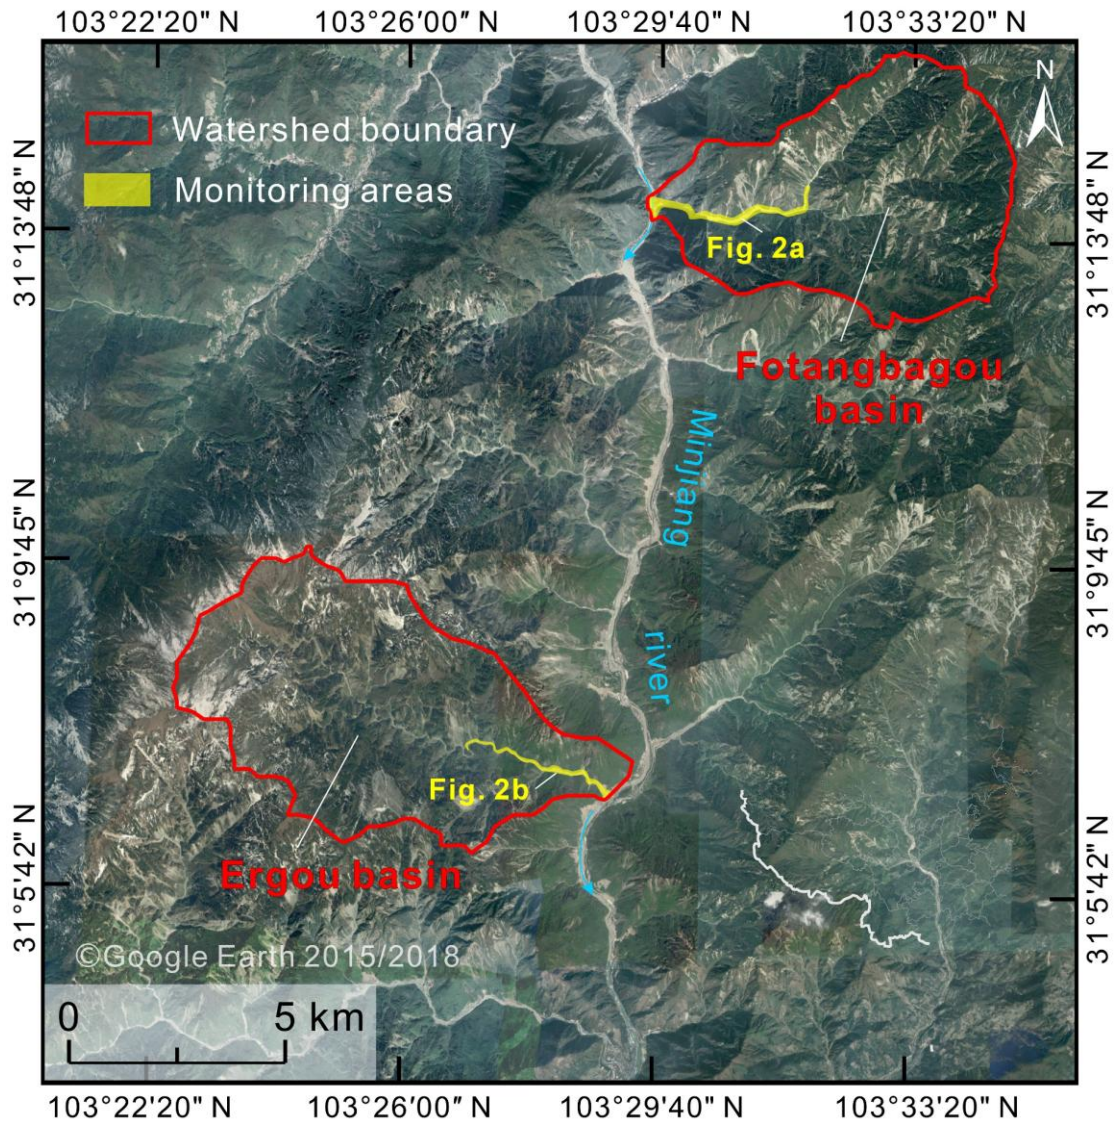 103°22'20" N 103°26'00" N 103°29'40" N 103°33'20" N
N
Watershed boundary
Monitoring areas
31°13'48" N
31°13'48" N
Fig. 2a
Fotangbagou
basin
Minjiang
river
31°9'45" N
31°9'45" N
Fig. 2b
Ergou basin
31°5'42" N
31°5'42" N
©Google Earth 2015/2018
0 5 km
103°22'20" N 103°26'00" N 103°29'40" N 103°33'20" N